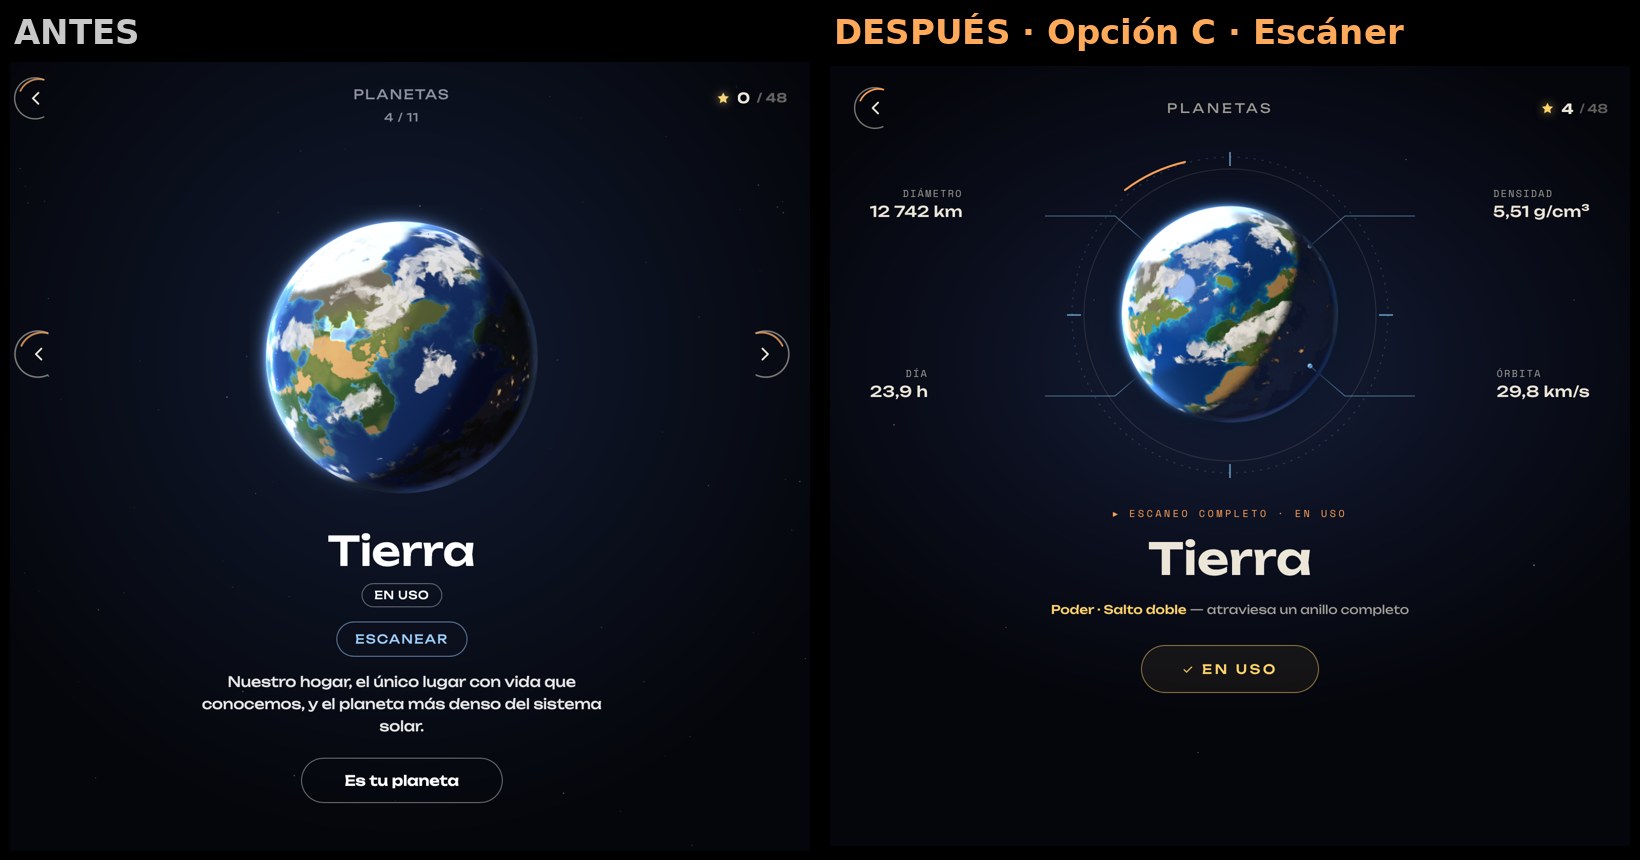 ANTES
PLANETAS
4 / 11
0 / 48
Tierra
EN USO
ESCANEAR
Nuestro hogar, el único lugar con vida que
conocemos, y el planeta más denso del sistema
solar.
Es tu planeta
DESPUÉS · Opción C · Escáner
PLANETAS
4 / 48
DIÁMETRO
12 742 km
DENSIDAD
5,51 g/cm³
DÍA
23,9 h
ÓRBITA
29,8 km/s
▸ ESCANEO COMPLETO · EN USO
Tierra
Poder · Salto doble — atraviesa un anillo completo
✓ EN USO